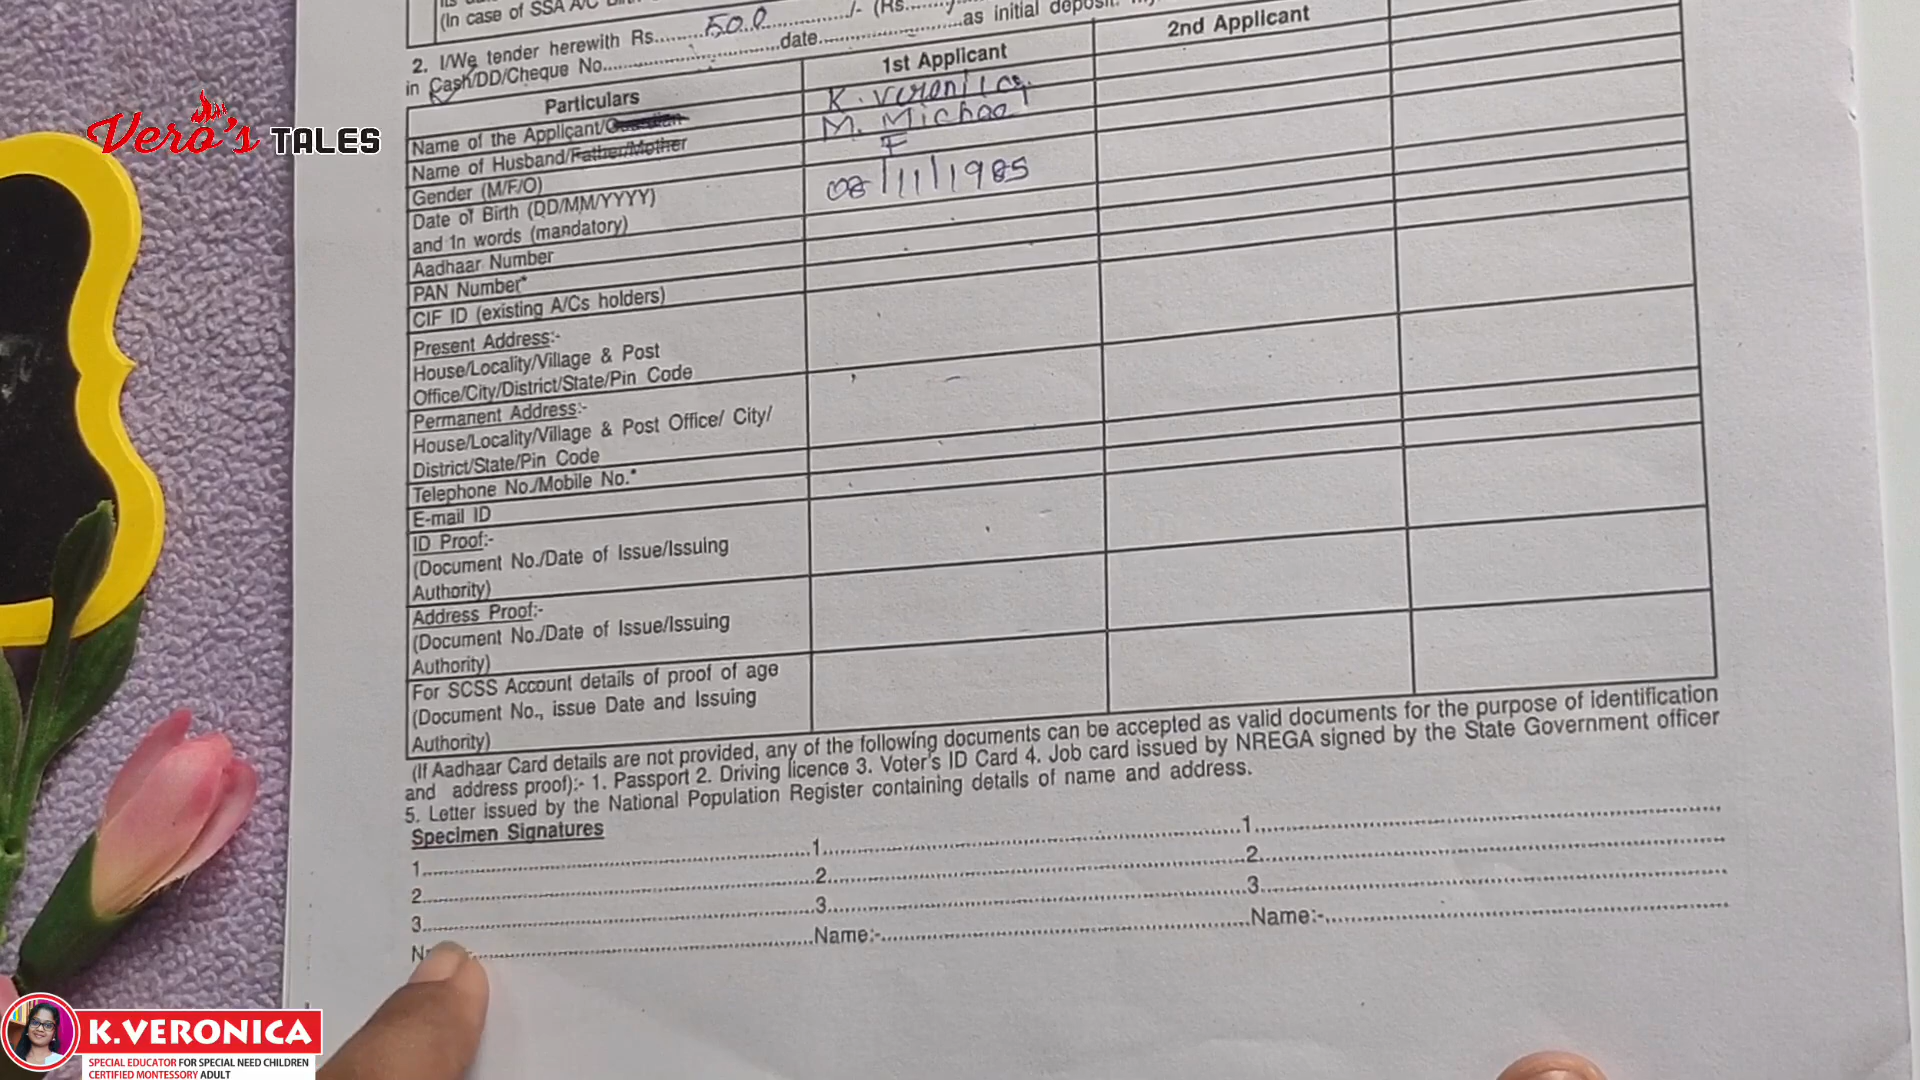 (In case of SSA A/C
2. I/We tender herewith Rs.........500............../- (Rs.........
in Cash/DD/Cheque No...............................date............................as initial deposit.
Particulars 1st Applicant 2nd Applicant
Name of the Applicant/Guardian K. Veronica
Name of Husband/Father/Mother M. Michael
Gender (M/F/O) F
Date of Birth (DD/MM/YYYY) 08/11/1985
and 1n words (mandatory)
Aadhaar Number
PAN Number*
CIF ID (existing A/Cs holders)
Present Address:-
House/Locality/Village & Post
Office/City/District/State/Pin Code
Permanent Address:-
House/Locality/Village & Post Office/ City/
District/State/Pin Code
Telephone No./Mobile No.*
E-mail ID
ID Proof:-
(Document No./Date of Issue/Issuing
Authority)
Address Proof:-
(Document No./Date of Issue/Issuing
Authority)
For SCSS Account details of proof of age
(Document No., issue Date and Issuing
Authority)
(If Aadhaar Card details are not provided, any of the following documents can be accepted as valid documents for the purpose of identification
and address proof):- 1. Passport 2. Driving licence 3. Voter's ID Card 4. Job card issued by NREGA signed by the State Government officer
5. Letter issued by the National Population Register containing details of name and address.
Specimen Signatures
1. 1. 1.
2. 2. 2.
3. 3. 3.
Name:- Name:-
Vero's TALES
K.VERONICA
SPECIAL EDUCATOR FOR SPECIAL NEED CHILDREN
CERTIFIED MONTESSORY ADULT